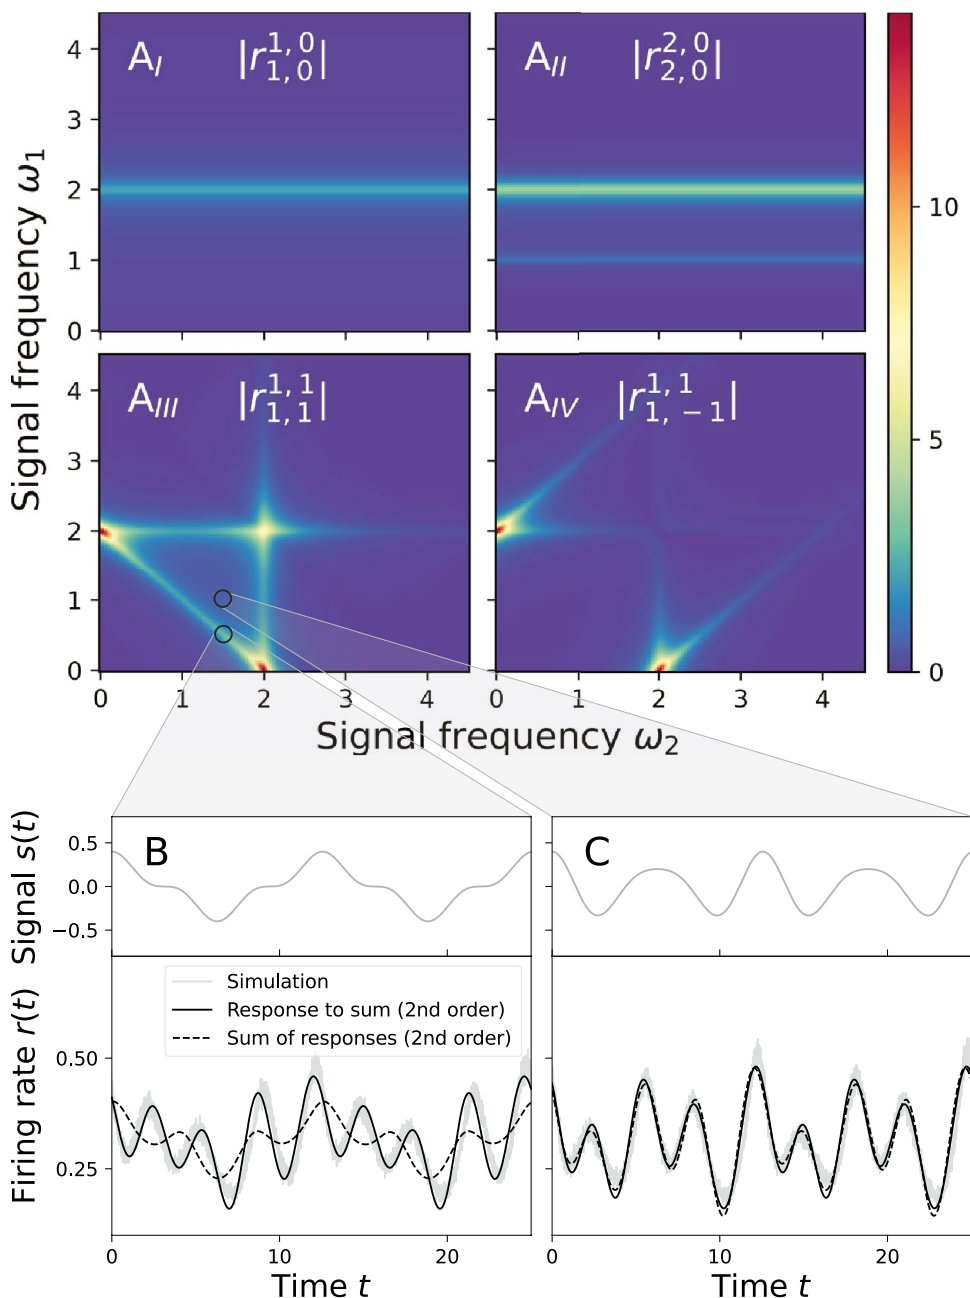 A_I |r^{1,0}_{1,0}|
A_II |r^{2,0}_{2,0}|
4
3
2
1
0
10
5
0
Signal frequency ω₁
A_III |r^{1,1}_{1,1}|
A_IV |r^{1,1}_{1,−1}|
4
3
2
1
0
0 1 2 3 4
0 1 2 3 4
Signal frequency ω₂
Signal s(t)
0.5
0.0
−0.5
B
C
Firing rate r(t)
0.50
0.25
Simulation
Response to sum (2nd order)
Sum of responses (2nd order)
0 10 20
0 10 20
Time t
Time t